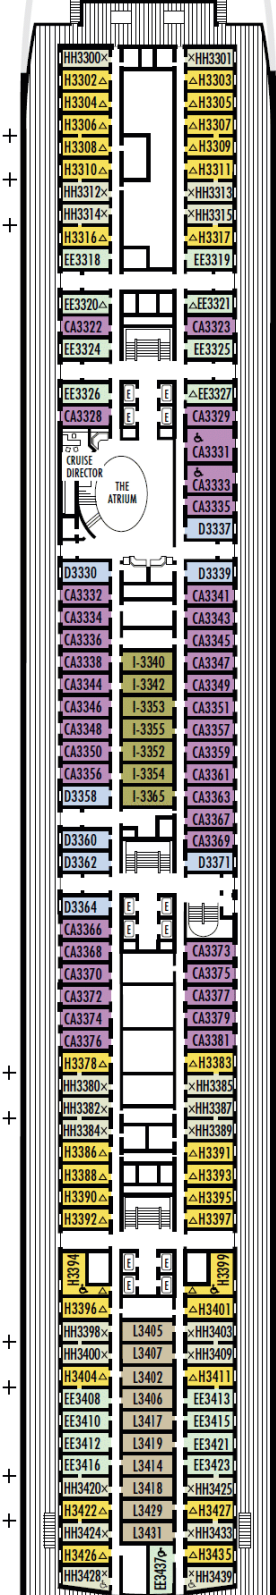 HH3300× ×HH3301
H3302△ △H3303
H3304△ △H3305
H3306△ △H3307
H3308△ △H3309
H3310△ △H3311
HH3312× ×HH3313
HH3314× ×HH3315
H3316△ △H3317
EE3318 EE3319
EE3320△ △EE3321
CA3322 CA3323
EE3324 EE3325
EE3326 E E △EE3327
CA3328 E E CA3329
CA3331
CRUISE DIRECTOR
THE ATRIUM
CA3333
CA3335
D3337
D3330 D3339
CA3332 CA3341
CA3334 CA3343
CA3336 CA3345
CA3338 I-3340 CA3347
CA3344 I-3342 CA3349
CA3346 I-3353 CA3351
CA3348 I-3355 CA3357
CA3350 I-3352 CA3359
CA3356 I-3354 CA3361
D3358 I-3365 CA3363
CA3367
D3360 CA3369
D3362 D3371
D3364 E E
CA3366 E E
CA3368 CA3373
CA3370 CA3375
CA3372 CA3377
CA3374 CA3379
CA3376 CA3381
H3378△ △H3383
HH3380× ×HH3385
HH3382× ×HH3387
HH3384× ×HH3389
H3386△ △H3391
H3388△ △H3393
H3390△ △H3395
H3392△ △H3397
H3394 E E H3399
E E
H3396△ △H3401
HH3398× L3405 ×HH3403
HH3400× L3407 ×HH3409
H3404△ L3402 △H3411
EE3408 L3406 EE3413
EE3410 L3417 EE3415
EE3412 L3419 EE3421
EE3416 L3414 EE3423
HH3420× L3418 ×HH3425
H3422△ L3429 △H3427
HH3424× L3431 ×HH3433
H3426△ EE3437 △H3435
HH3428× ×HH3439